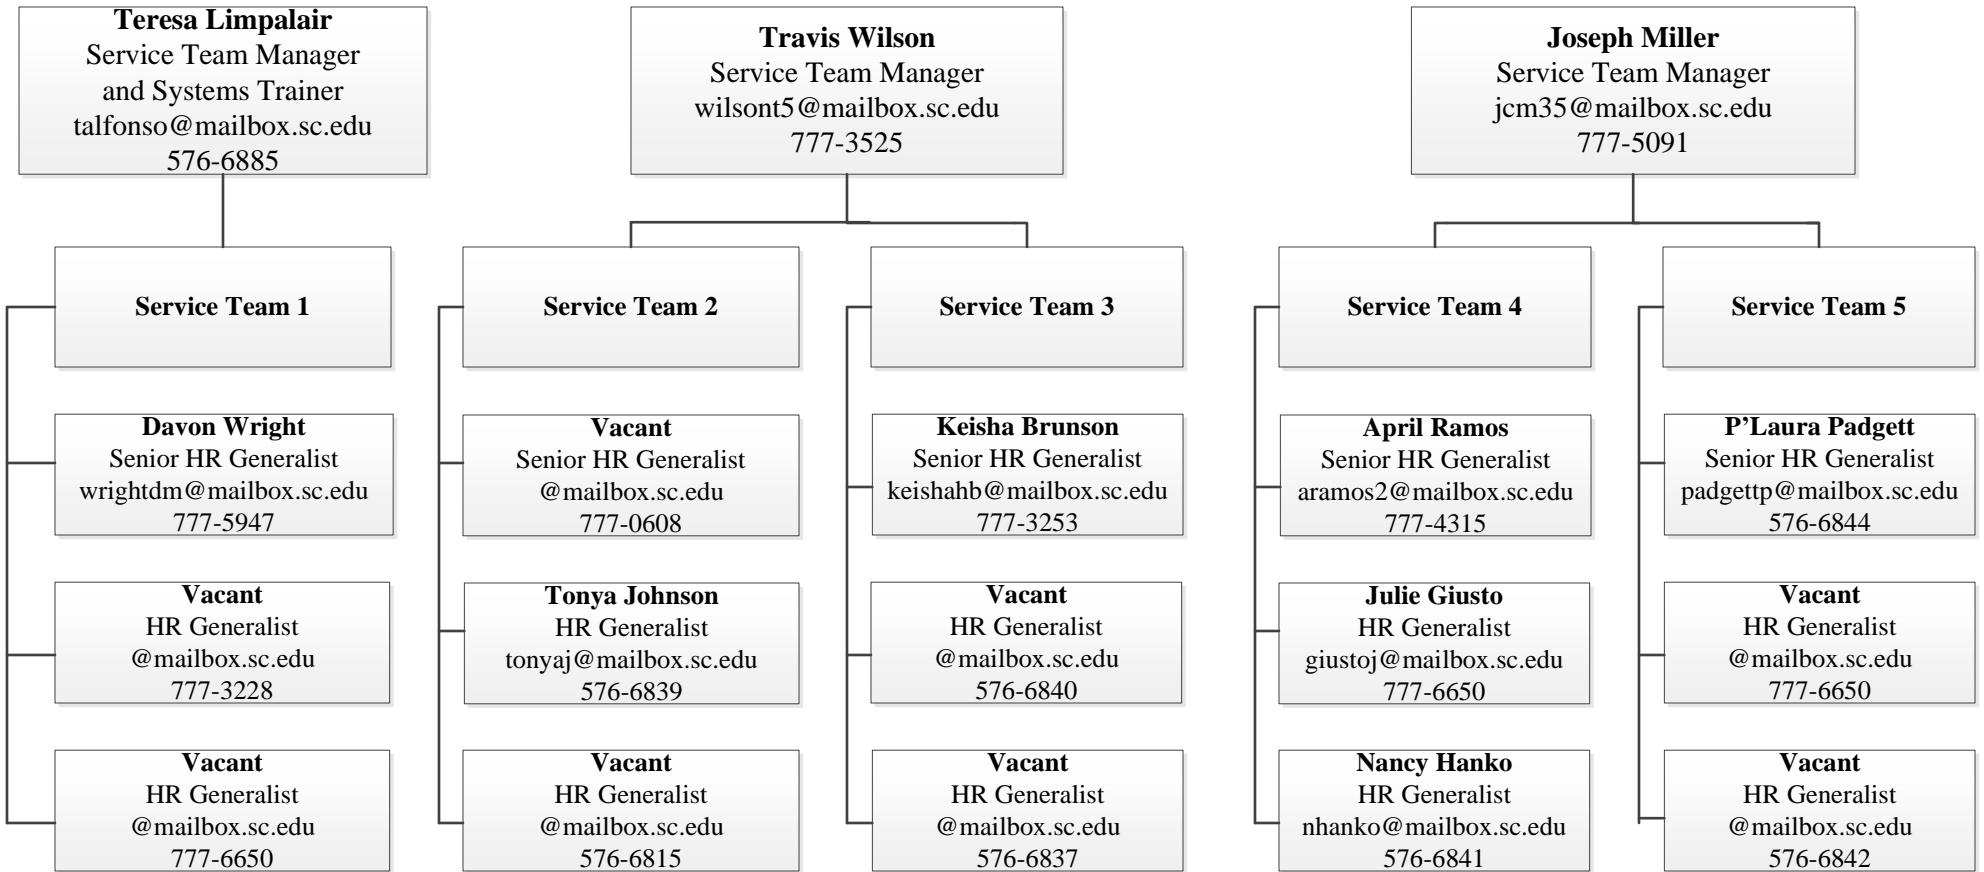 Teresa Limpalair
Service Team Manager
and Systems Trainer
talfonso@mailbox.sc.edu
576-6885
Travis Wilson
Service Team Manager
wilsont5@mailbox.sc.edu
777-3525
Joseph Miller
Service Team Manager
jcm35@mailbox.sc.edu
777-5091
Service Team 1
Service Team 2
Service Team 3
Service Team 4
Service Team 5
Davon Wright
Senior HR Generalist
wrightdm@mailbox.sc.edu
777-5947
Vacant
Senior HR Generalist
@mailbox.sc.edu
777-0608
Keisha Brunson
Senior HR Generalist
keishahb@mailbox.sc.edu
777-3253
April Ramos
Senior HR Generalist
aramos2@mailbox.sc.edu
777-4315
P’Laura Padgett
Senior HR Generalist
padgettp@mailbox.sc.edu
576-6844
Vacant
HR Generalist
@mailbox.sc.edu
777-3228
Tonya Johnson
HR Generalist
tonyaj@mailbox.sc.edu
576-6839
Vacant
HR Generalist
@mailbox.sc.edu
576-6840
Julie Giusto
HR Generalist
giustoj@mailbox.sc.edu
777-6650
Vacant
HR Generalist
@mailbox.sc.edu
777-6650
Vacant
HR Generalist
@mailbox.sc.edu
777-6650
Vacant
HR Generalist
@mailbox.sc.edu
576-6815
Vacant
HR Generalist
@mailbox.sc.edu
576-6837
Nancy Hanko
HR Generalist
nhanko@mailbox.sc.edu
576-6841
Vacant
HR Generalist
@mailbox.sc.edu
576-6842